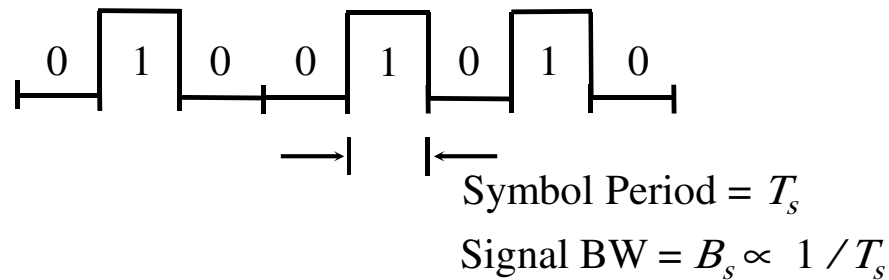 0 1 0 0 1 0 1 0
Symbol Period = T_s
Signal BW = B_s ∝ 1 / T_s